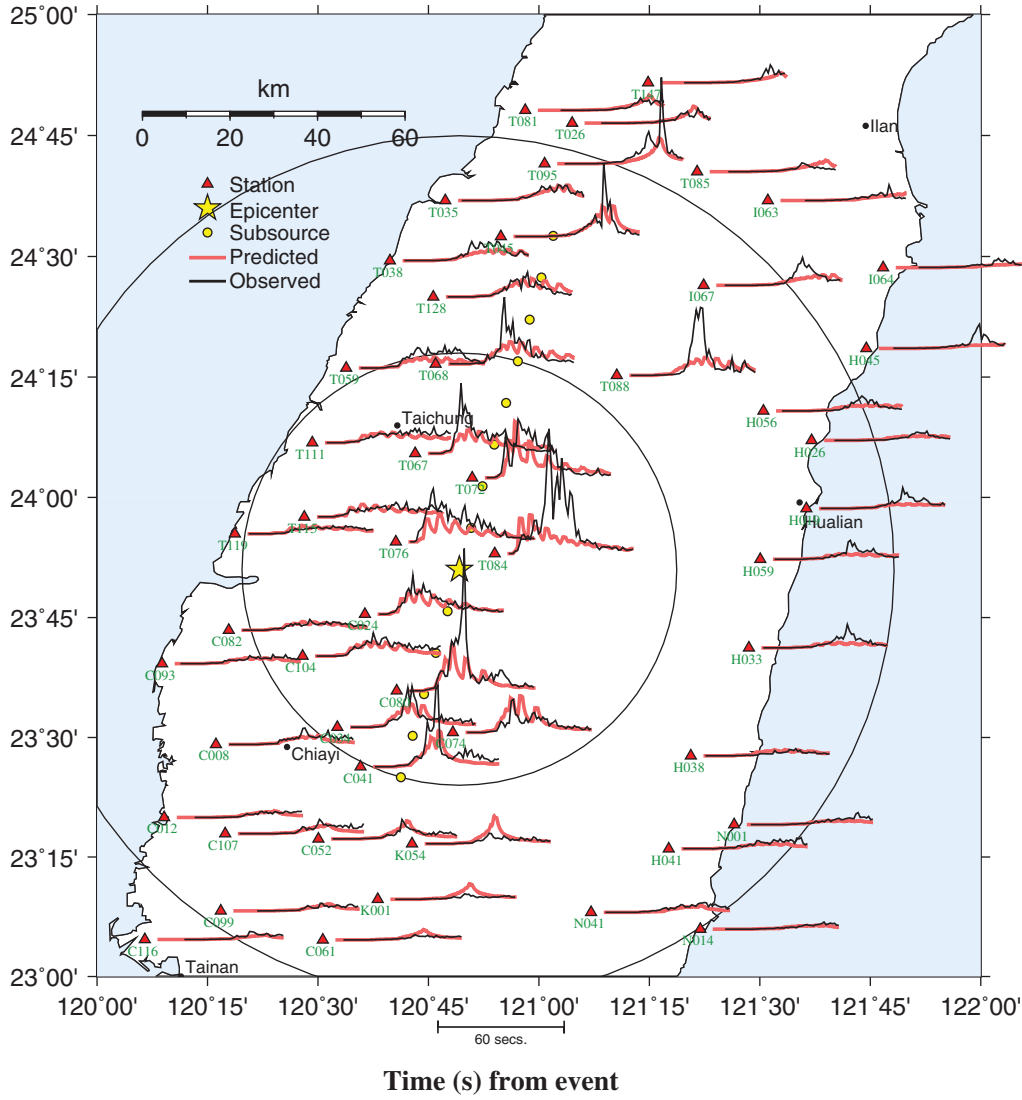 25°00'
24°45'
24°30'
24°15'
24°00'
23°45'
23°30'
23°15'
23°00'
km
0 20 40 60
Station
Epicenter
Subsource
Predicted
Observed
T147
T081
T026
Ilan
T095
T085
T035
I063
T045
T038
I064
T128
I067
H045
T059
T068
T088
H056
Taichung
T111
T067
H026
T072
T115
H019
Hualian
T119
T076
T084
H059
C024
C082
C104
H033
C093
C080
C074
C008
Chiayi
C041
H038
C012
C107
C052
K054
N001
H041
C099
K001
N041
N014
C116
C061
Tainan
120°00' 120°15' 120°30' 120°45' 121°00' 121°15' 121°30' 121°45' 122°00'
60 secs.
Time (s) from event